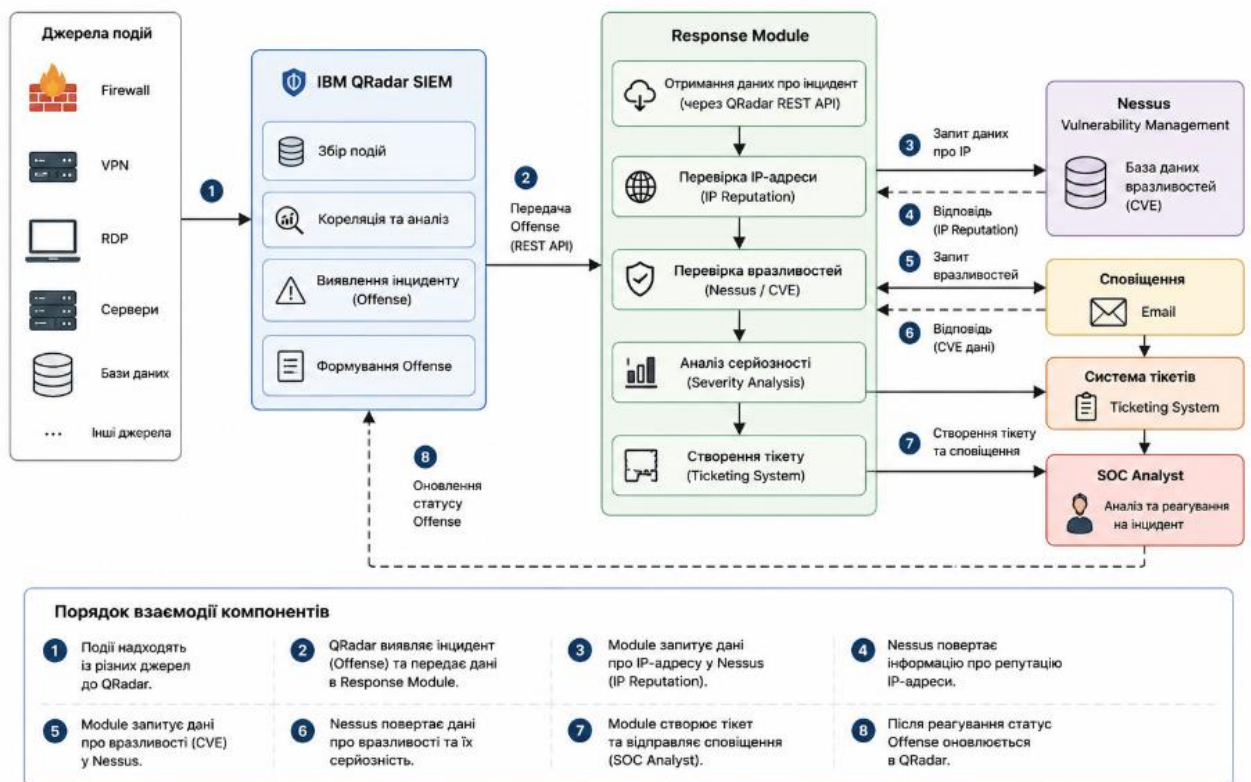 Джерела подій
Firewall
VPN
RDP
Сервери
Бази даних
... Інші джерела
1
IBM QRadar SIEM
Збір подій
Кореляція та аналіз
Виявлення інциденту
(Offense)
Формування Offense
2
Передача
Offense
(REST API)
8
Оновлення
статусу
Offense
Response Module
Отримання даних про інцидент
(через QRadar REST API)
Перевірка IP-адреси
(IP Reputation)
Перевірка вразливостей
(Nessus / CVE)
Аналіз серйозності
(Severity Analysis)
Створення тікету
(Ticketing System)
3
Запит даних
про IP
4
Відповідь
(IP Reputation)
5
Запит
вразливостей
6
Відповідь
(CVE дані)
7
Створення тікету
та сповіщення
Nessus
Vulnerability Management
База даних
вразливостей
(CVE)
Сповіщення
Email
Система тікетів
Ticketing System
SOC Analyst
Аналіз та реагування
на інцидент
Порядок взаємодії компонентів
1
Події надходять
із різних джерел
до QRadar.
2
QRadar виявляє інцидент
(Offense) та передає дані
в Response Module.
3
Module запитує дані
про IP-адресу у Nessus
(IP Reputation).
4
Nessus повертає
інформацію про репутацію
IP-адреси.
5
Module запитує дані
про вразливості (CVE)
у Nessus.
6
Nessus повертає дані
про вразливості та їх
серйозність.
7
Module створює тікет
та відправляє сповіщення
(SOC Analyst).
8
Після реагування статус
Offense оновлюється
в QRadar.